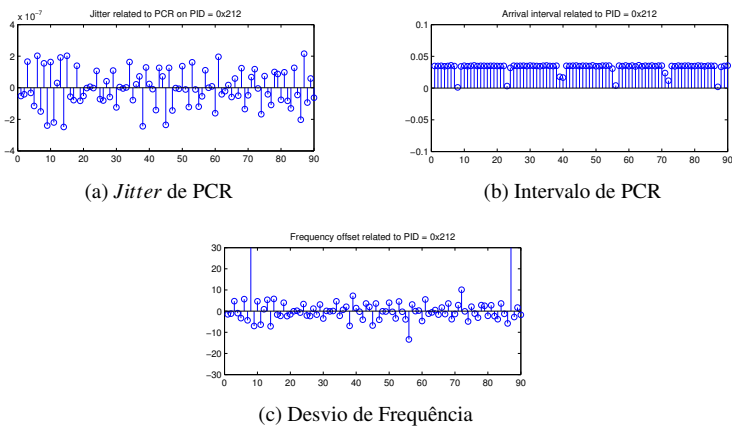 Jitter related to PCR on PID = 0x212
x 10⁻⁷
4
2
0
−2
−4
0 10 20 30 40 50 60 70 80 90
(a) Jitter de PCR
Arrival interval related to PID = 0x212
0.1
0.05
0
−0.05
−0.1
0 10 20 30 40 50 60 70 80 90
(b) Intervalo de PCR
Frequency offset related to PID = 0x212
30
20
10
0
−10
−20
−30
0 10 20 30 40 50 60 70 80 90
(c) Desvio de Frequência